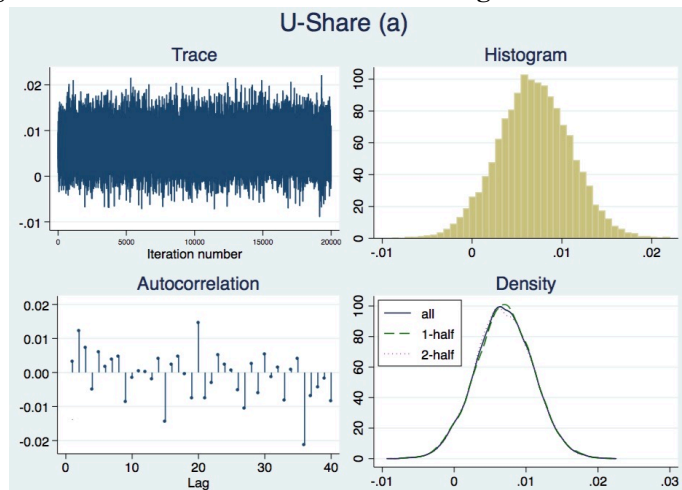 U-Share (a)
Trace
.02
.01
0
-.01
0 5000 10000 15000 20000
Iteration number
Histogram
100
80
60
40
20
0
-.01 0 .01 .02
Autocorrelation
0.02
0.01
0.00
-0.01
-0.02
0 10 20 30 40
Lag
Density
all
1-half
2-half
100
80
60
40
20
0
-.01 0 .01 .02 .03